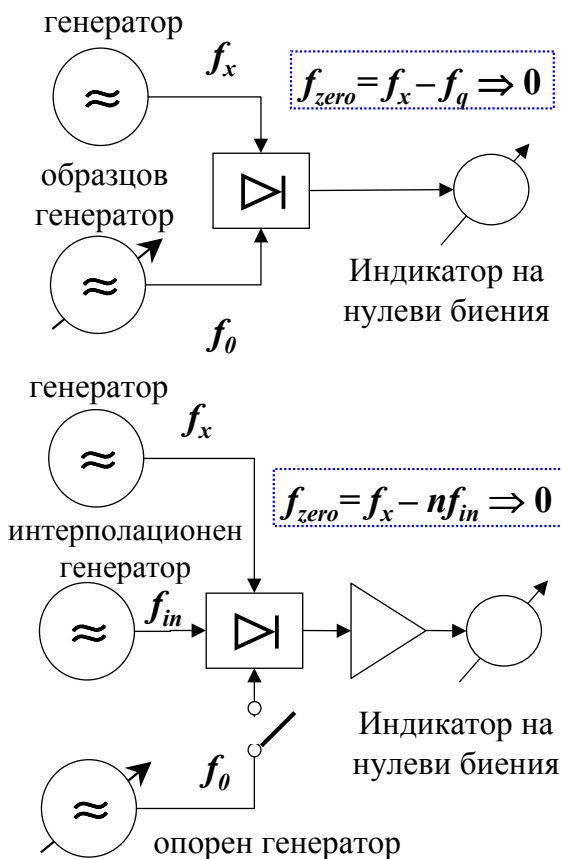 генератор
f_x
f_zero = f_x – f_q ⇒ 0
образцов
генератор
f_0
Индикатор на
нулеви биения
генератор
f_x
f_zero = f_x – nf_in ⇒ 0
интерполационен
генератор
f_in
f_0
Индикатор на
нулеви биения
опорен генератор